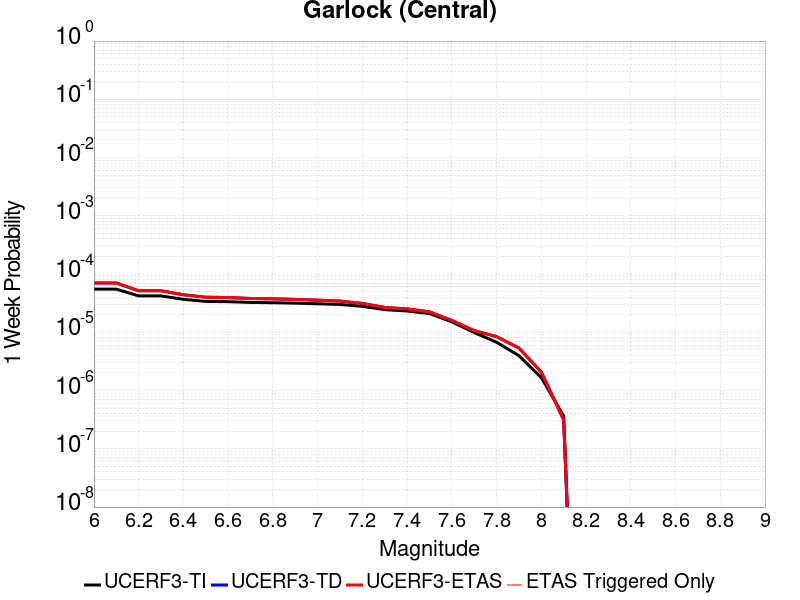 Garlock (Central)
10^0
10^-1
10^-2
10^-3
10^-4
10^-5
10^-6
10^-7
10^-8
1 Week Probability
6 6.2 6.4 6.6 6.8 7 7.2 7.4 7.6 7.8 8 8.2 8.4 8.6 8.8 9
Magnitude
UCERF3-TI UCERF3-TD UCERF3-ETAS ETAS Triggered Only